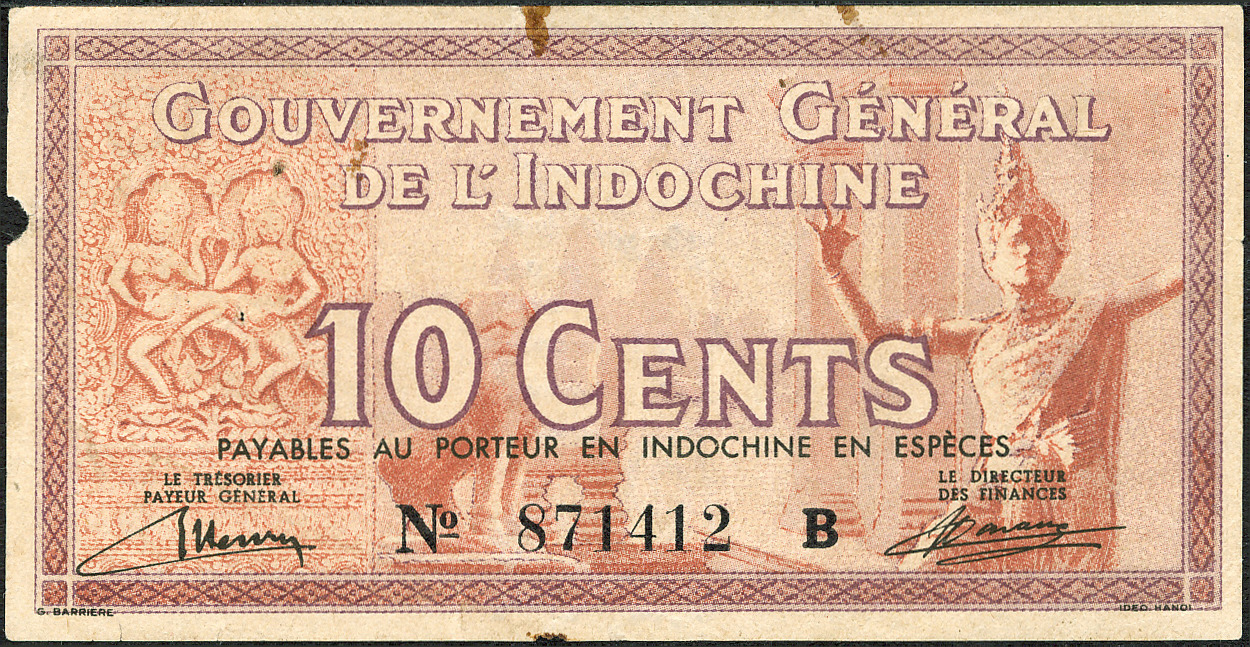 GOUVERNEMENT GÉNÉRAL
DE L'INDOCHINE
10 CENTS
PAYABLES AU PORTEUR EN INDOCHINE EN ESPÈCES
LE TRÉSORIER
PAYEUR GÉNÉRAL
LE DIRECTEUR
DES FINANCES
Nº 871412 B
G. BARRIERE
IDEO. HANOI